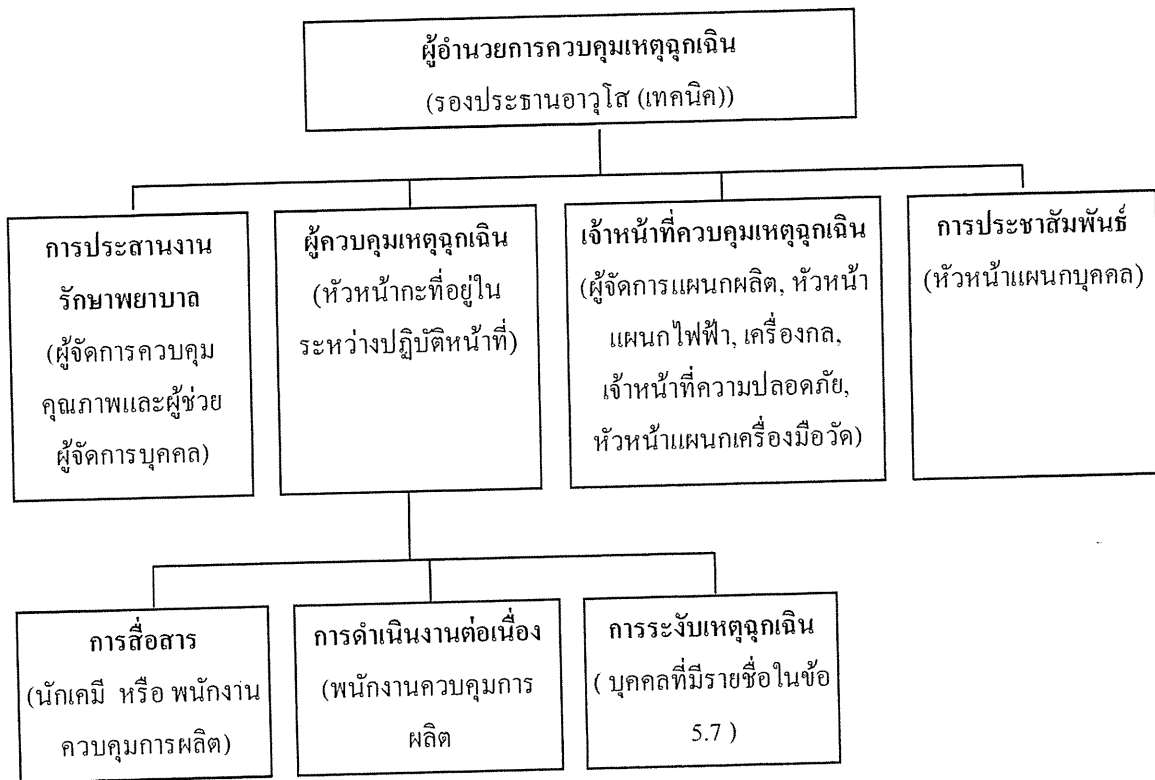 ผู้อำนวยการควบคุมเหตุฉุกเฉิน
(รองประธานอาวุโส (เทคนิค))
การประสานงาน
รักษาพยาบาล
(ผู้จัดการควบคุม
คุณภาพและผู้ช่วย
ผู้จัดการบุคคล)
ผู้ควบคุมเหตุฉุกเฉิน
(หัวหน้ากะที่อยู่ใน
ระหว่างปฏิบัติหน้าที่)
เจ้าหน้าที่ควบคุมเหตุฉุกเฉิน
(ผู้จัดการแผนกผลิต, หัวหน้า
แผนกไฟฟ้า, เครื่องกล,
เจ้าหน้าที่ความปลอดภัย,
หัวหน้าแผนกเครื่องมือวัด)
การประชาสัมพันธ์
(หัวหน้าแผนกบุคคล)
การสื่อสาร
(นักเคมี หรือ พนักงาน
ควบคุมการผลิต)
การดำเนินงานต่อเนื่อง
(พนักงานควบคุมการ
ผลิต
การระงับเหตุฉุกเฉิน
( บุคคลที่มีรายชื่อในข้อ
5.7 )